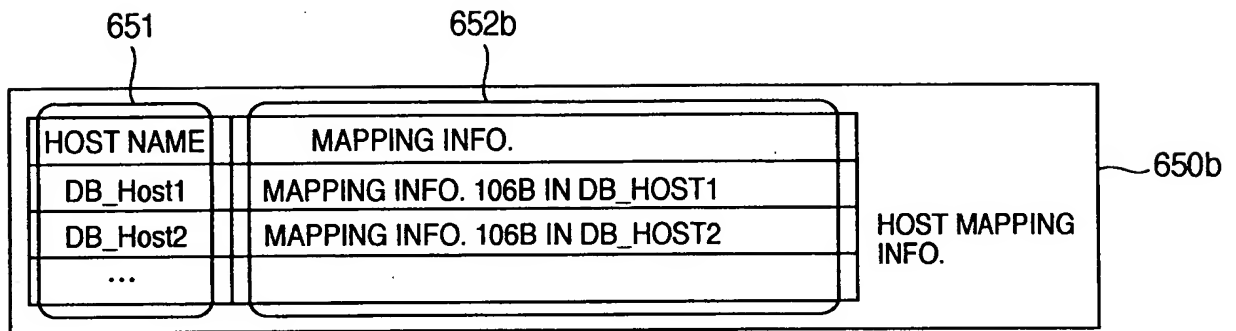 651 652b
HOST NAME MAPPING INFO.
DB_Host1 MAPPING INFO. 106B IN DB_HOST1
DB_Host2 MAPPING INFO. 106B IN DB_HOST2
...
HOST MAPPING
INFO.
650b